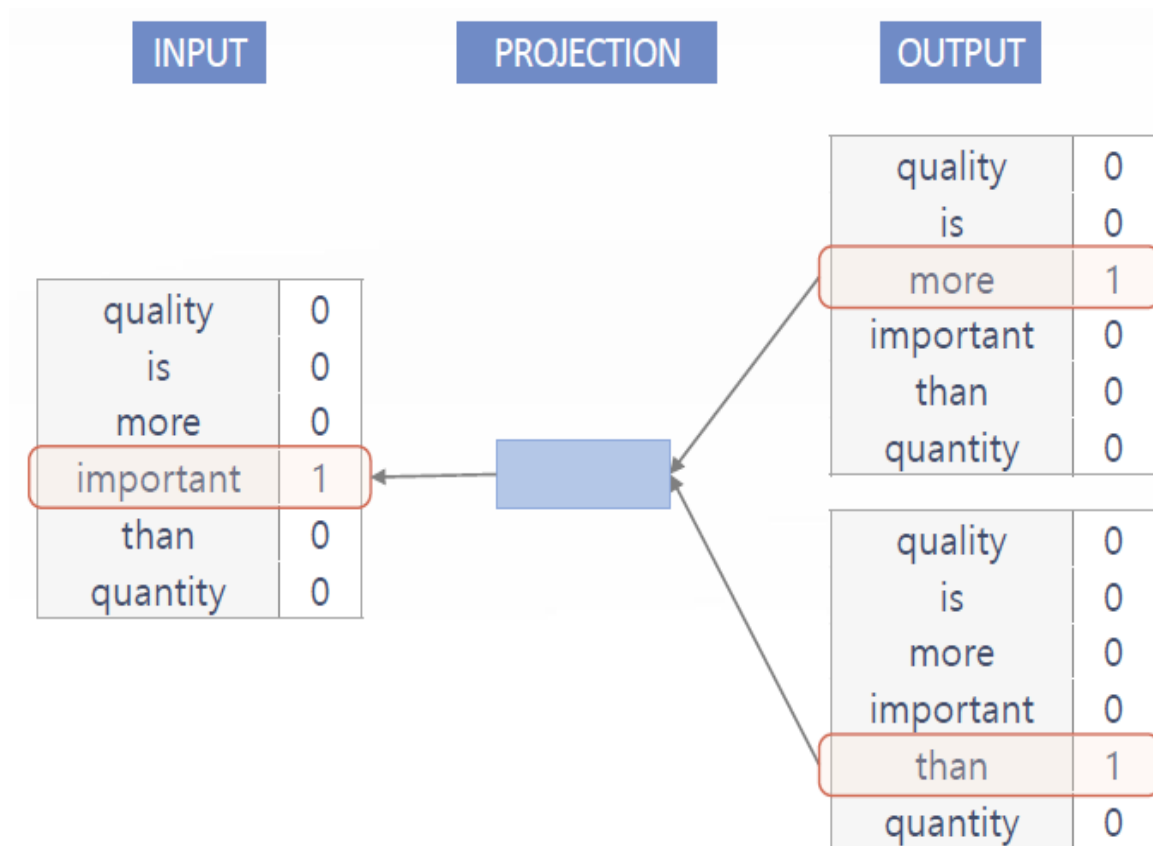 INPUT
PROJECTION
OUTPUT
quality 0
is 0
more 0
important 1
than 0
quantity 0
quality 0
is 0
more 1
important 0
than 0
quantity 0
quality 0
is 0
more 0
important 0
than 1
quantity 0